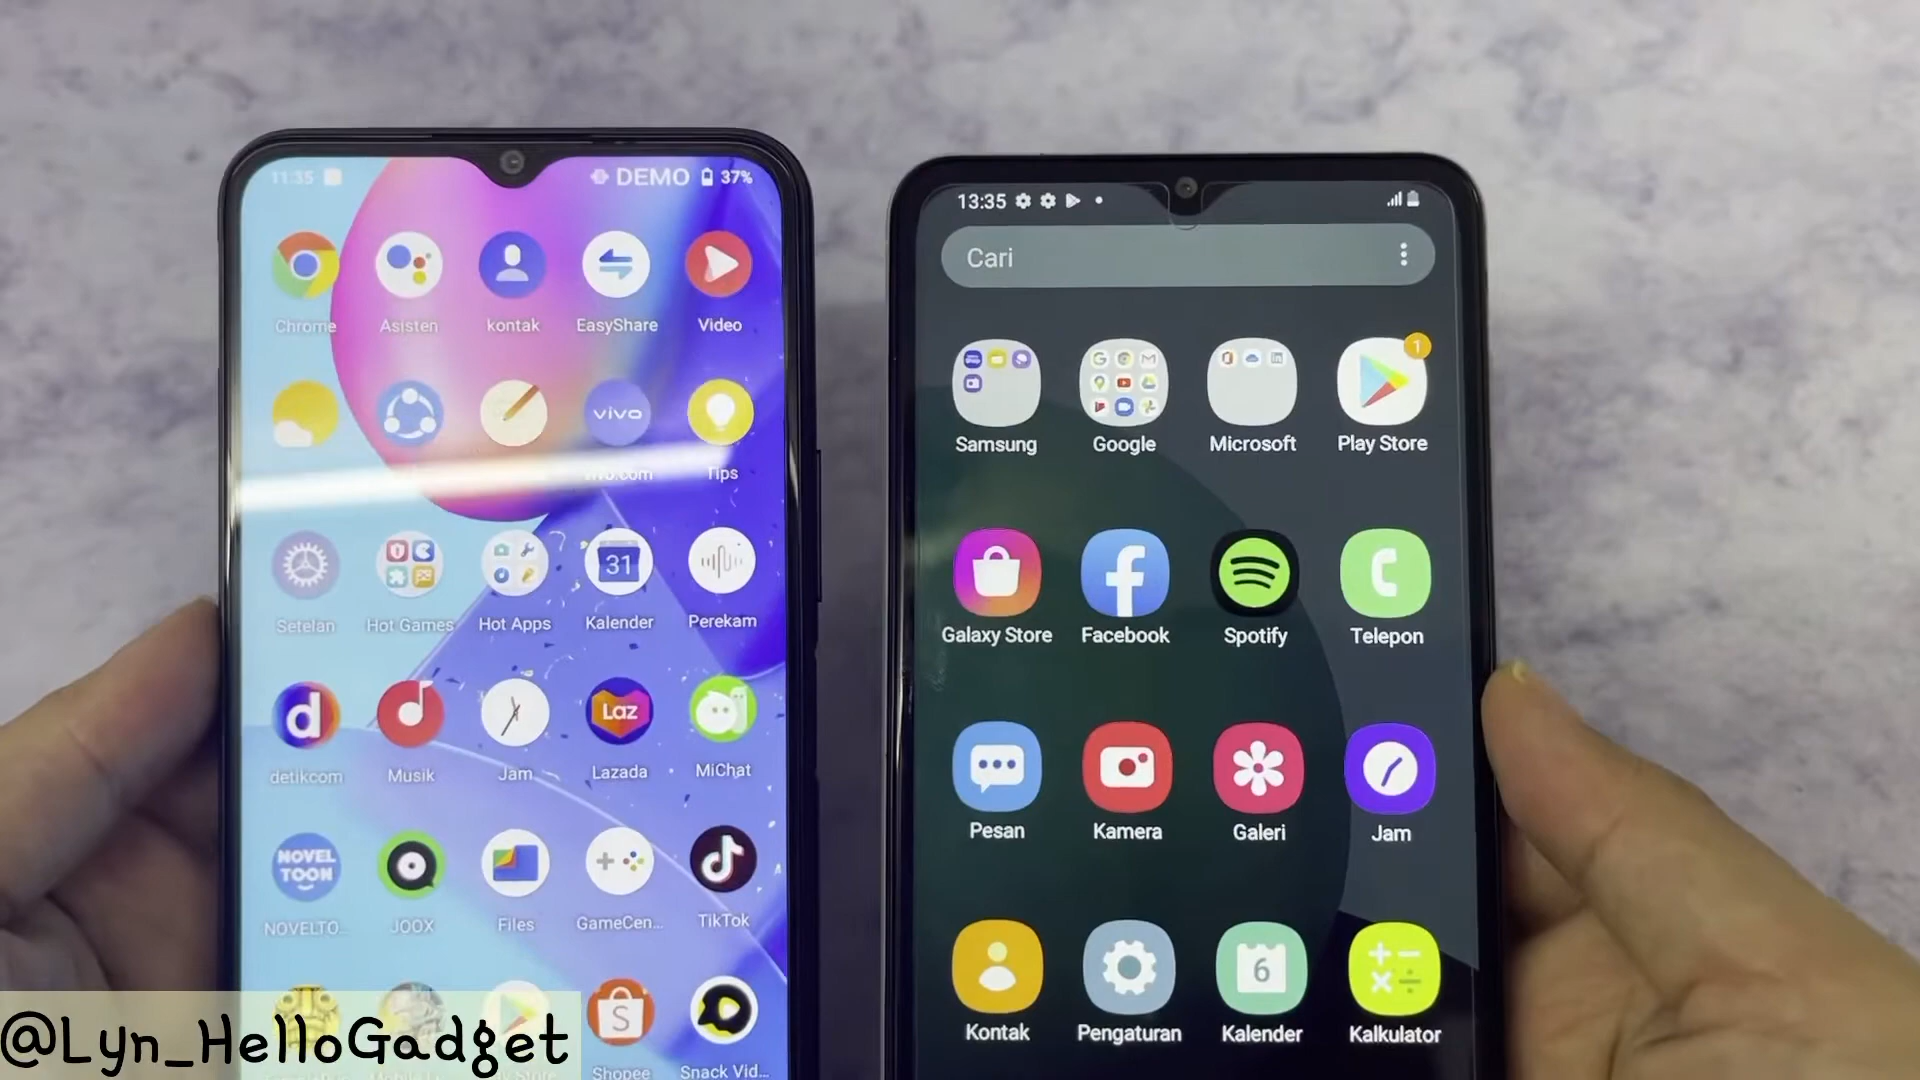 11:35 DEMO 37%
Chrome Asisten kontak EasyShare Video
vivo
vivo.com Tips
31
Setelan Hot Games Hot Apps Kalender Perekam
d Laz
detikcom Musik Jam Lazada MiChat
NOVEL
TOON
NOVELTO... JOOX Files GameCen... TikTok
S
Shopee Snack Vid...
13:35
Cari
1
Samsung Google Microsoft Play Store
Galaxy Store Facebook Spotify Telepon
Pesan Kamera Galeri Jam
6
Kontak Pengaturan Kalender Kalkulator
@Lyn_HelloGadget